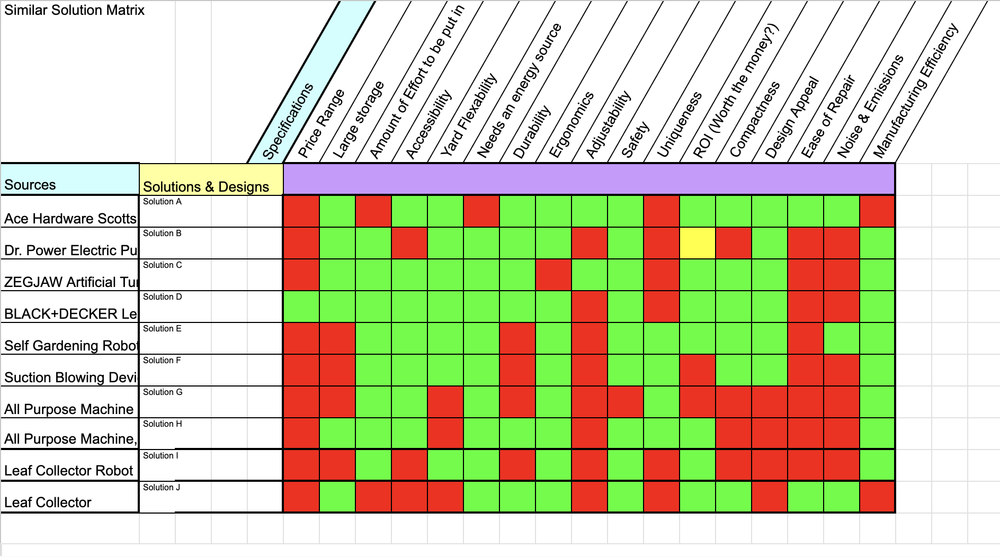 Similar Solution Matrix
Specifications
Price Range
Large storage
Amount of Effort to be put in
Accessibility
Yard Flexability
Needs an energy source
Durability
Ergonomics
Adjustability
Safety
Uniqueness
ROI (Worth the money?)
Compactness
Design Appeal
Ease of Repair
Noise & Emissions
Manufacturing Efficiency
Sources
Solutions & Designs
Solution A
Ace Hardware Scotts
Solution B
Dr. Power Electric Pu
Solution C
ZEGJAW Artificial Tur
Solution D
BLACK+DECKER Le
Solution E
Self Gardening Robot
Solution F
Suction Blowing Devi
Solution G
All Purpose Machine
Solution H
All Purpose Machine,
Solution I
Leaf Collector Robot
Solution J
Leaf Collector